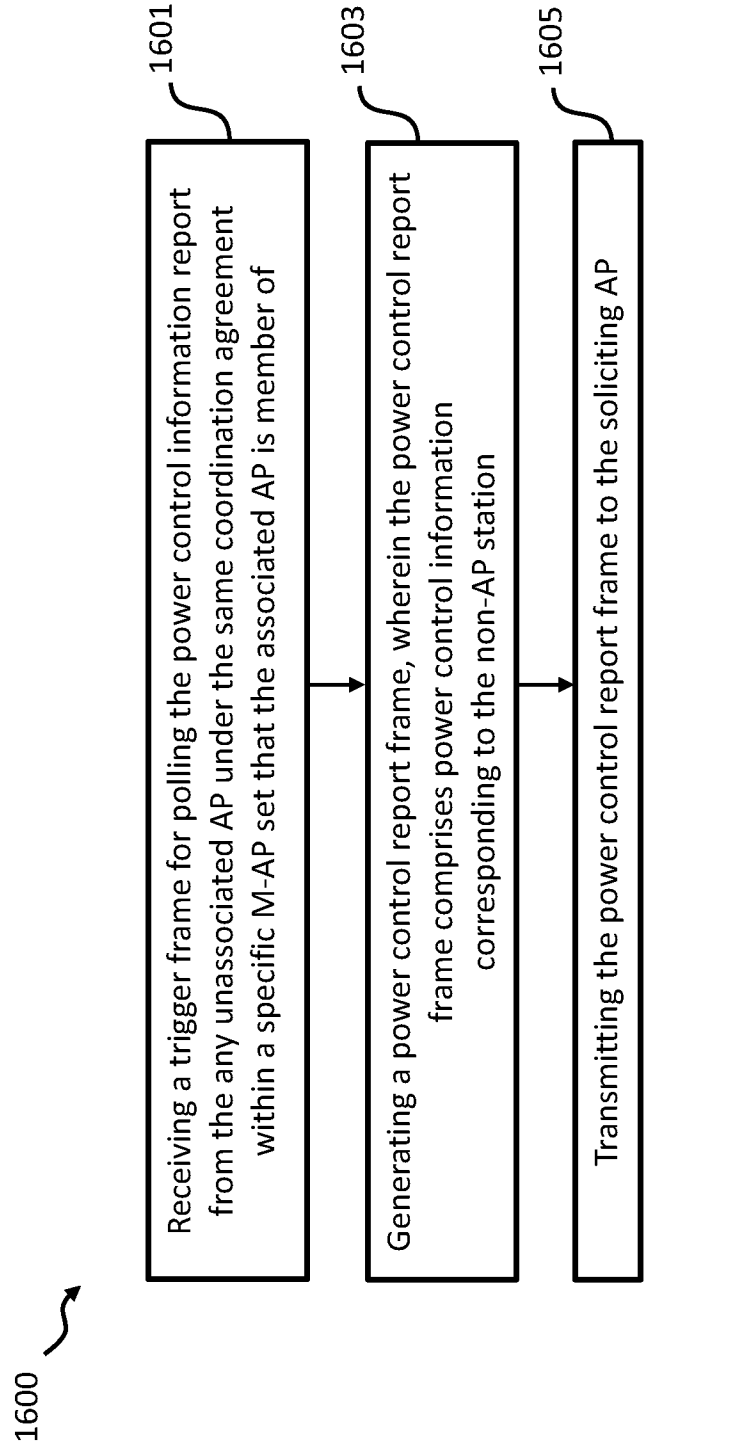 1600
1601
Receiving a trigger frame for polling the power control information report
from the any unassociated AP under the same coordination agreement
within a specific M-AP set that the associated AP is member of
1603
Generating a power control report frame, wherein the power control report
frame comprises power control information
corresponding to the non-AP station
1605
Transmitting the power control report frame to the soliciting AP